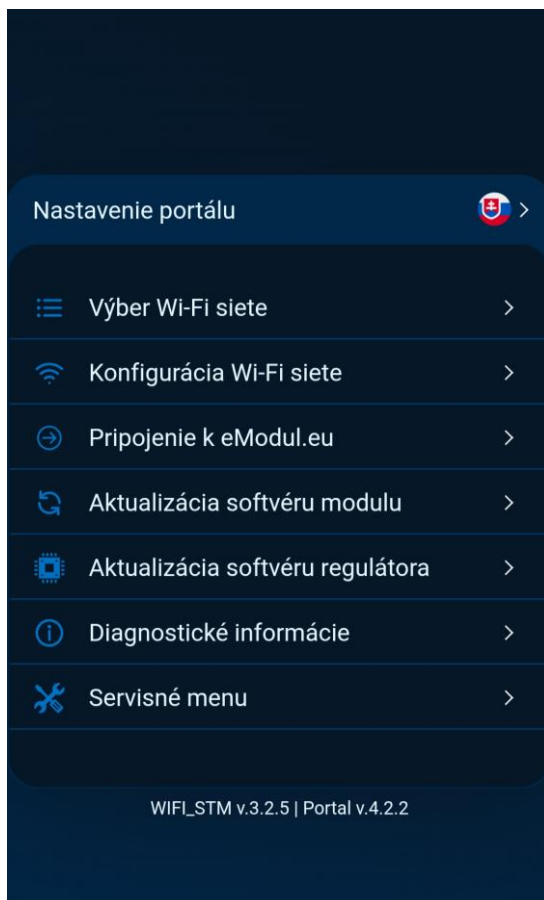 Nastavenie portálu
Výber Wi-Fi siete
Konfigurácia Wi-Fi siete
Pripojenie k eModul.eu
Aktualizácia softvéru modulu
Aktualizácia softvéru regulátora
Diagnostické informácie
Servisné menu
WIFI_STM v.3.2.5 | Portal v.4.2.2